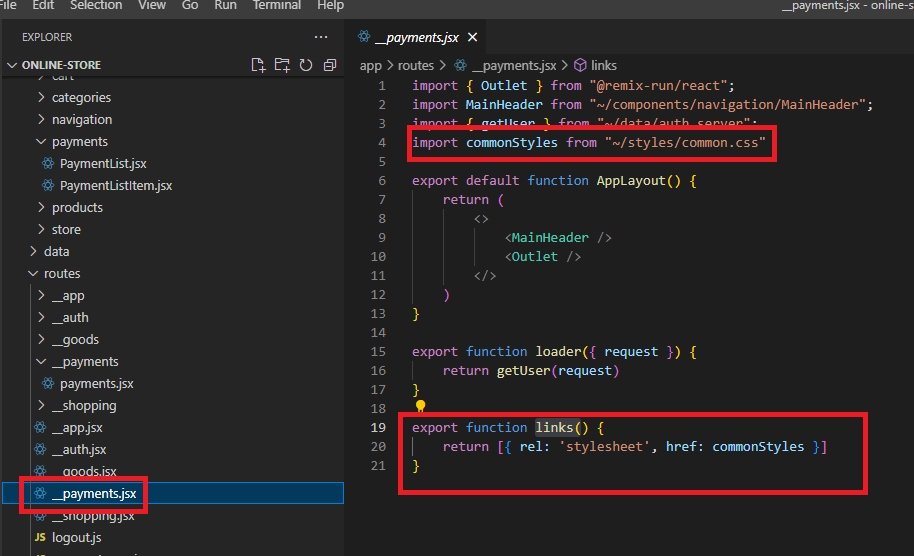 File Edit Selection View Go Run Terminal Help __payments.jsx - online-s
EXPLORER ...
ONLINE-STORE
cart
categories
navigation
payments
PaymentList.jsx
PaymentListItem.jsx
products
store
data
routes
__app
__auth
__goods
__payments
payments.jsx
__shopping
__app.jsx
__auth.jsx
__goods.jsx
__payments.jsx
__shopping.jsx
JS logout.js
__payments.jsx
app > routes > __payments.jsx > links
1 import { Outlet } from "@remix-run/react";
2 import MainHeader from "~/components/navigation/MainHeader";
3 import { getUser } from "~/data/auth.server";
4 import commonStyles from "~/styles/common.css"
5
6 export default function AppLayout() {
7 return (
8 <>
9 <MainHeader />
10 <Outlet />
11 </>
12 )
13 }
14
15 export function loader({ request }) {
16 return getUser(request)
17 }
18
19 export function links() {
20 return [{ rel: 'stylesheet', href: commonStyles }]
21 }